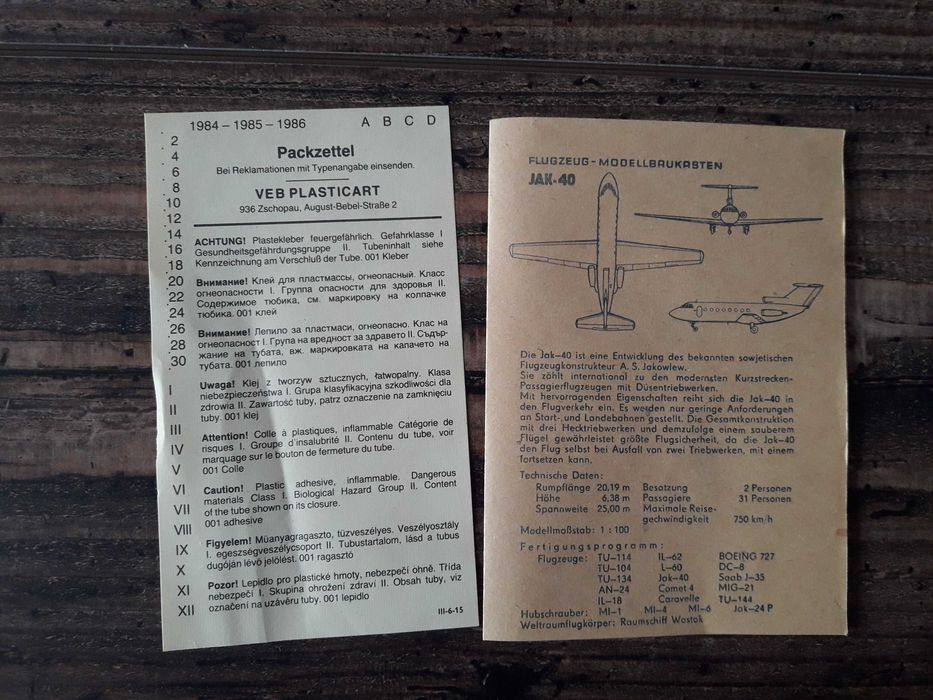 1984 – 1985 – 1986 A B C D
2
4
6
8
10
12
14
16
18
20
22
24
26
28
30
I
II
III
IV
V
VI
VII
VIII
IX
X
XI
XII
Packzettel
Bei Reklamationen mit Typenangabe einsenden.
VEB PLASTICART
936 Zschopau, August-Bebel-Straße 2
ACHTUNG! Plastekleber feuergefährlich. Gefahrklasse I
Gesundheitsgefährdungsgruppe II. Tubeninhalt siehe
Kennzeichnung am Verschluß der Tube. 001 Kleber
Внимание! Клей для пластмассы, огнеопасный. Класс
огнеопасности I. Группа опасности для здоровья II.
Содержимое тюбика, см. маркировку на колпачке
тюбика. 001 клей
Внимание! Лепило за пластмаси, огнеопасно. Клас на
огнеопасност I. Група на вредност за здравето II. Съдър-
жание на тубата, вж. маркировката на капачето на
тубата. 001 лепило
Uwaga! Klej z tworzyw sztucznych, łatwopalny. Klasa
niebezpieczeństwa I. Grupa klasyfikacyjna szkodliwości dla
zdrowia II. Zawartość tuby, patrz oznaczenie na zamknięciu
tuby. 001 klej
Attention! Colle à plastiques, inflammable Catégorie de
risques I. Groupe d'insalubrité II. Contenu du tube, voir
marquage sur le bouton de fermeture du tube.
001 Colle
Caution! Plastic adhesive, inflammable. Dangerous
materials Class I. Biological Hazard Group II. Content
of the tube shown on its closure.
001 adhesive
Figyelem! Műanyagragasztó, tűzveszélyes, Veszélyosztály
I. egészségveszélycsoport II. Tubustartalom, lásd a tubus
dugóján lévő jelölést. 001 ragasztó
Pozor! Lepidlo pro plastické hmoty, nebezpečí ohně. Třída
nebezpečí I. Skupina ohrožení zdraví II. Obsah tuby, viz
označení na uzávěru tuby. 001 lepidlo
III-6-15
FLUGZEUG-MODELLBAUKASTEN
JAK-40
Die Jak-40 ist eine Entwicklung des bekannten sowjetischen
Flugzeugkonstrukteur A. S. Jakowlew.
Sie zählt international zu den modernsten Kurzstrecken-
Passagierflugzeugen mit Düsentriebwerken.
Mit hervorragenden Eigenschaften reiht sich die Jak-40 in
den Flugverkehr ein. Es werden nur geringe Anforderungen
an Start- und Landebahnen gestellt. Die Gesamtkonstruktion
mit drei Hecktriebwerken und demzufolge einem sauberem
Flügel gewährleistet größte Flugsicherheit, da die Jak-40
den Flug selbst bei Ausfall von zwei Triebwerken, mit einem
fortsetzen kann.
Technische Daten:
Rumpflänge 20,19 m Besatzung 2 Personen
Höhe 6,38 m Passagiere 31 Personen
Spannweite 25,00 m Maximale Reise-
geschwindigkeit 750 km/h
Modellmaßstab: 1 : 100
Fertigungsprogramm:
Flugzeuge: TU-114 IL-62 BOEING 727
TU-104 L-60 DC-8
TU-134 Jak-40 Saab J-35
AN-24 Comet 4 MIG-21
IL-18 Caravelle TU-144
Hubschrauber: MI-1 MI-4 MI-6 Jak-24 P
Weltraumflugkörper: Raumschiff Wostok